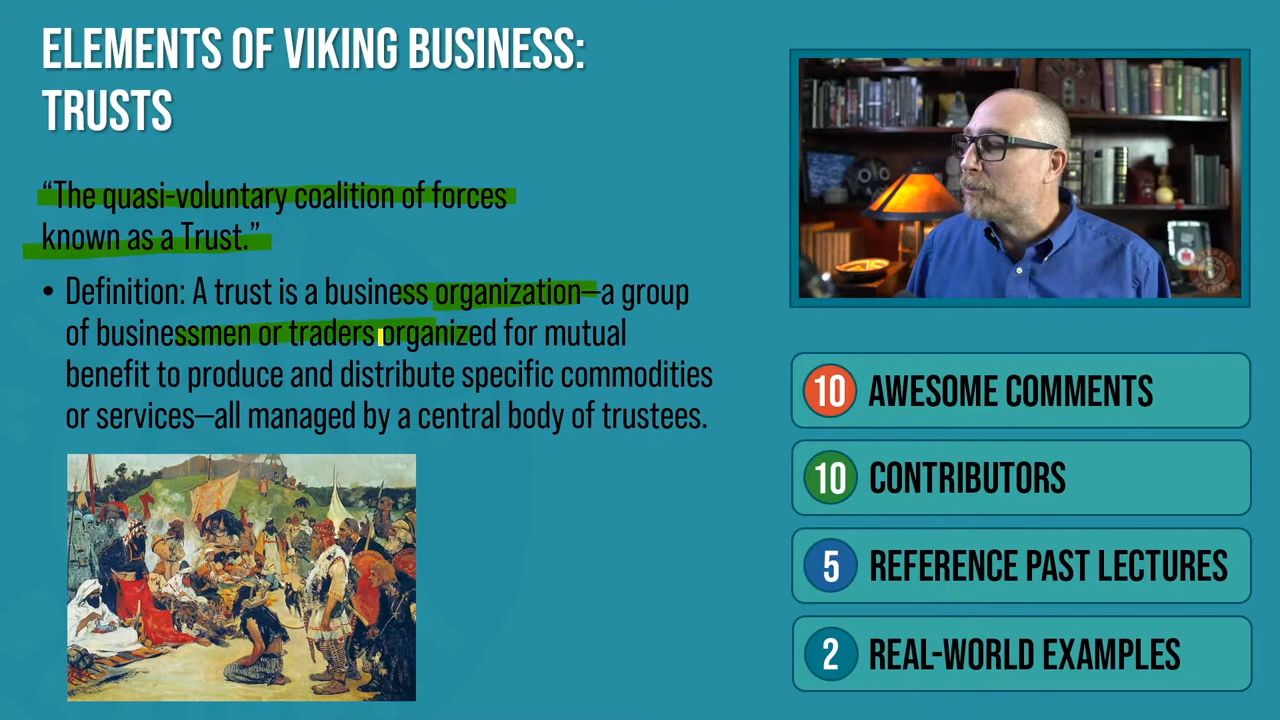 ELEMENTS OF VIKING BUSINESS:
TRUSTS
“The quasi-voluntary coalition of forces
known as a Trust.”
• Definition: A trust is a business organization—a group
of businessmen or traders organized for mutual
benefit to produce and distribute specific commodities
or services—all managed by a central body of trustees.
10 AWESOME COMMENTS
10 CONTRIBUTORS
5 REFERENCE PAST LECTURES
2 REAL-WORLD EXAMPLES